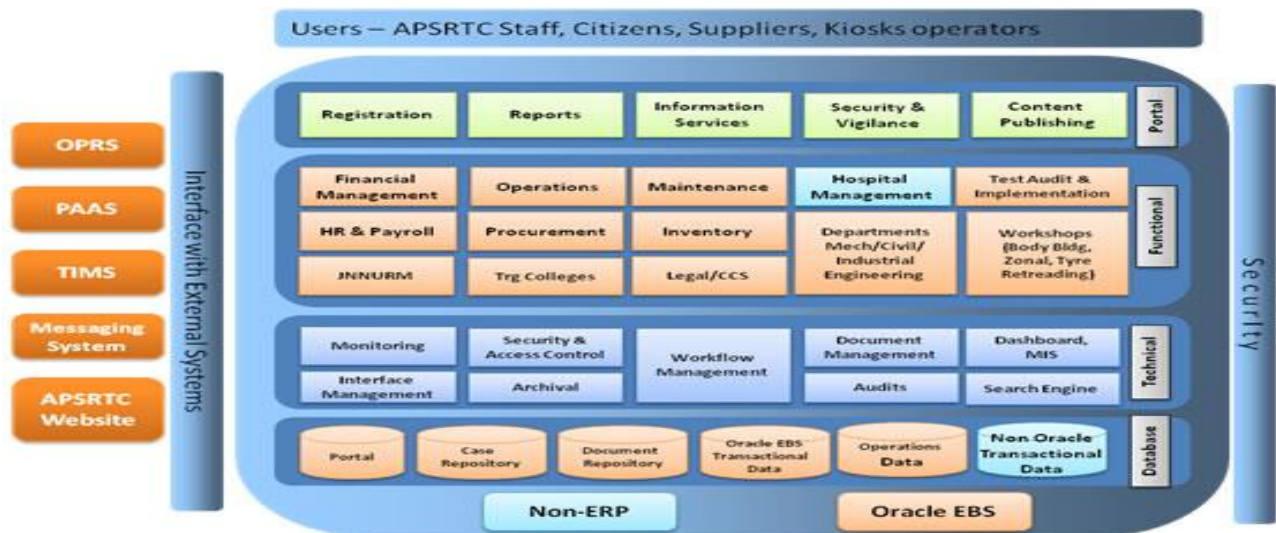 Users – APSRTC Staff, Citizens, Suppliers, Kiosks operators
OPRS
PAAS
TIMS
Messaging
System
APSRTC
Website
Interface with External Systems
Registration
Reports
Information
Services
Security &
Vigilance
Content
Publishing
Portal
Financial
Management
Operations
Maintenance
Hospital
Management
Test Audit &
Implementation
HR & Payroll
Procurement
Inventory
Departments
Mech/Civil/
Industrial
Engineering
Workshops
(Body Bldg,
Zonal, Tyre
Retreading)
JNNURM
Trg Colleges
Legal/CCS
Functional
Monitoring
Security &
Access Control
Workflow
Management
Document
Management
Dashboard,
MIS
Interface
Management
Archival
Audits
Search Engine
Technical
Portal
Case
Repository
Document
Repository
Oracle EBS
Transactional
Data
Operations
Data
Non Oracle
Transactional
Data
Database
Non-ERP
Oracle EBS
Security